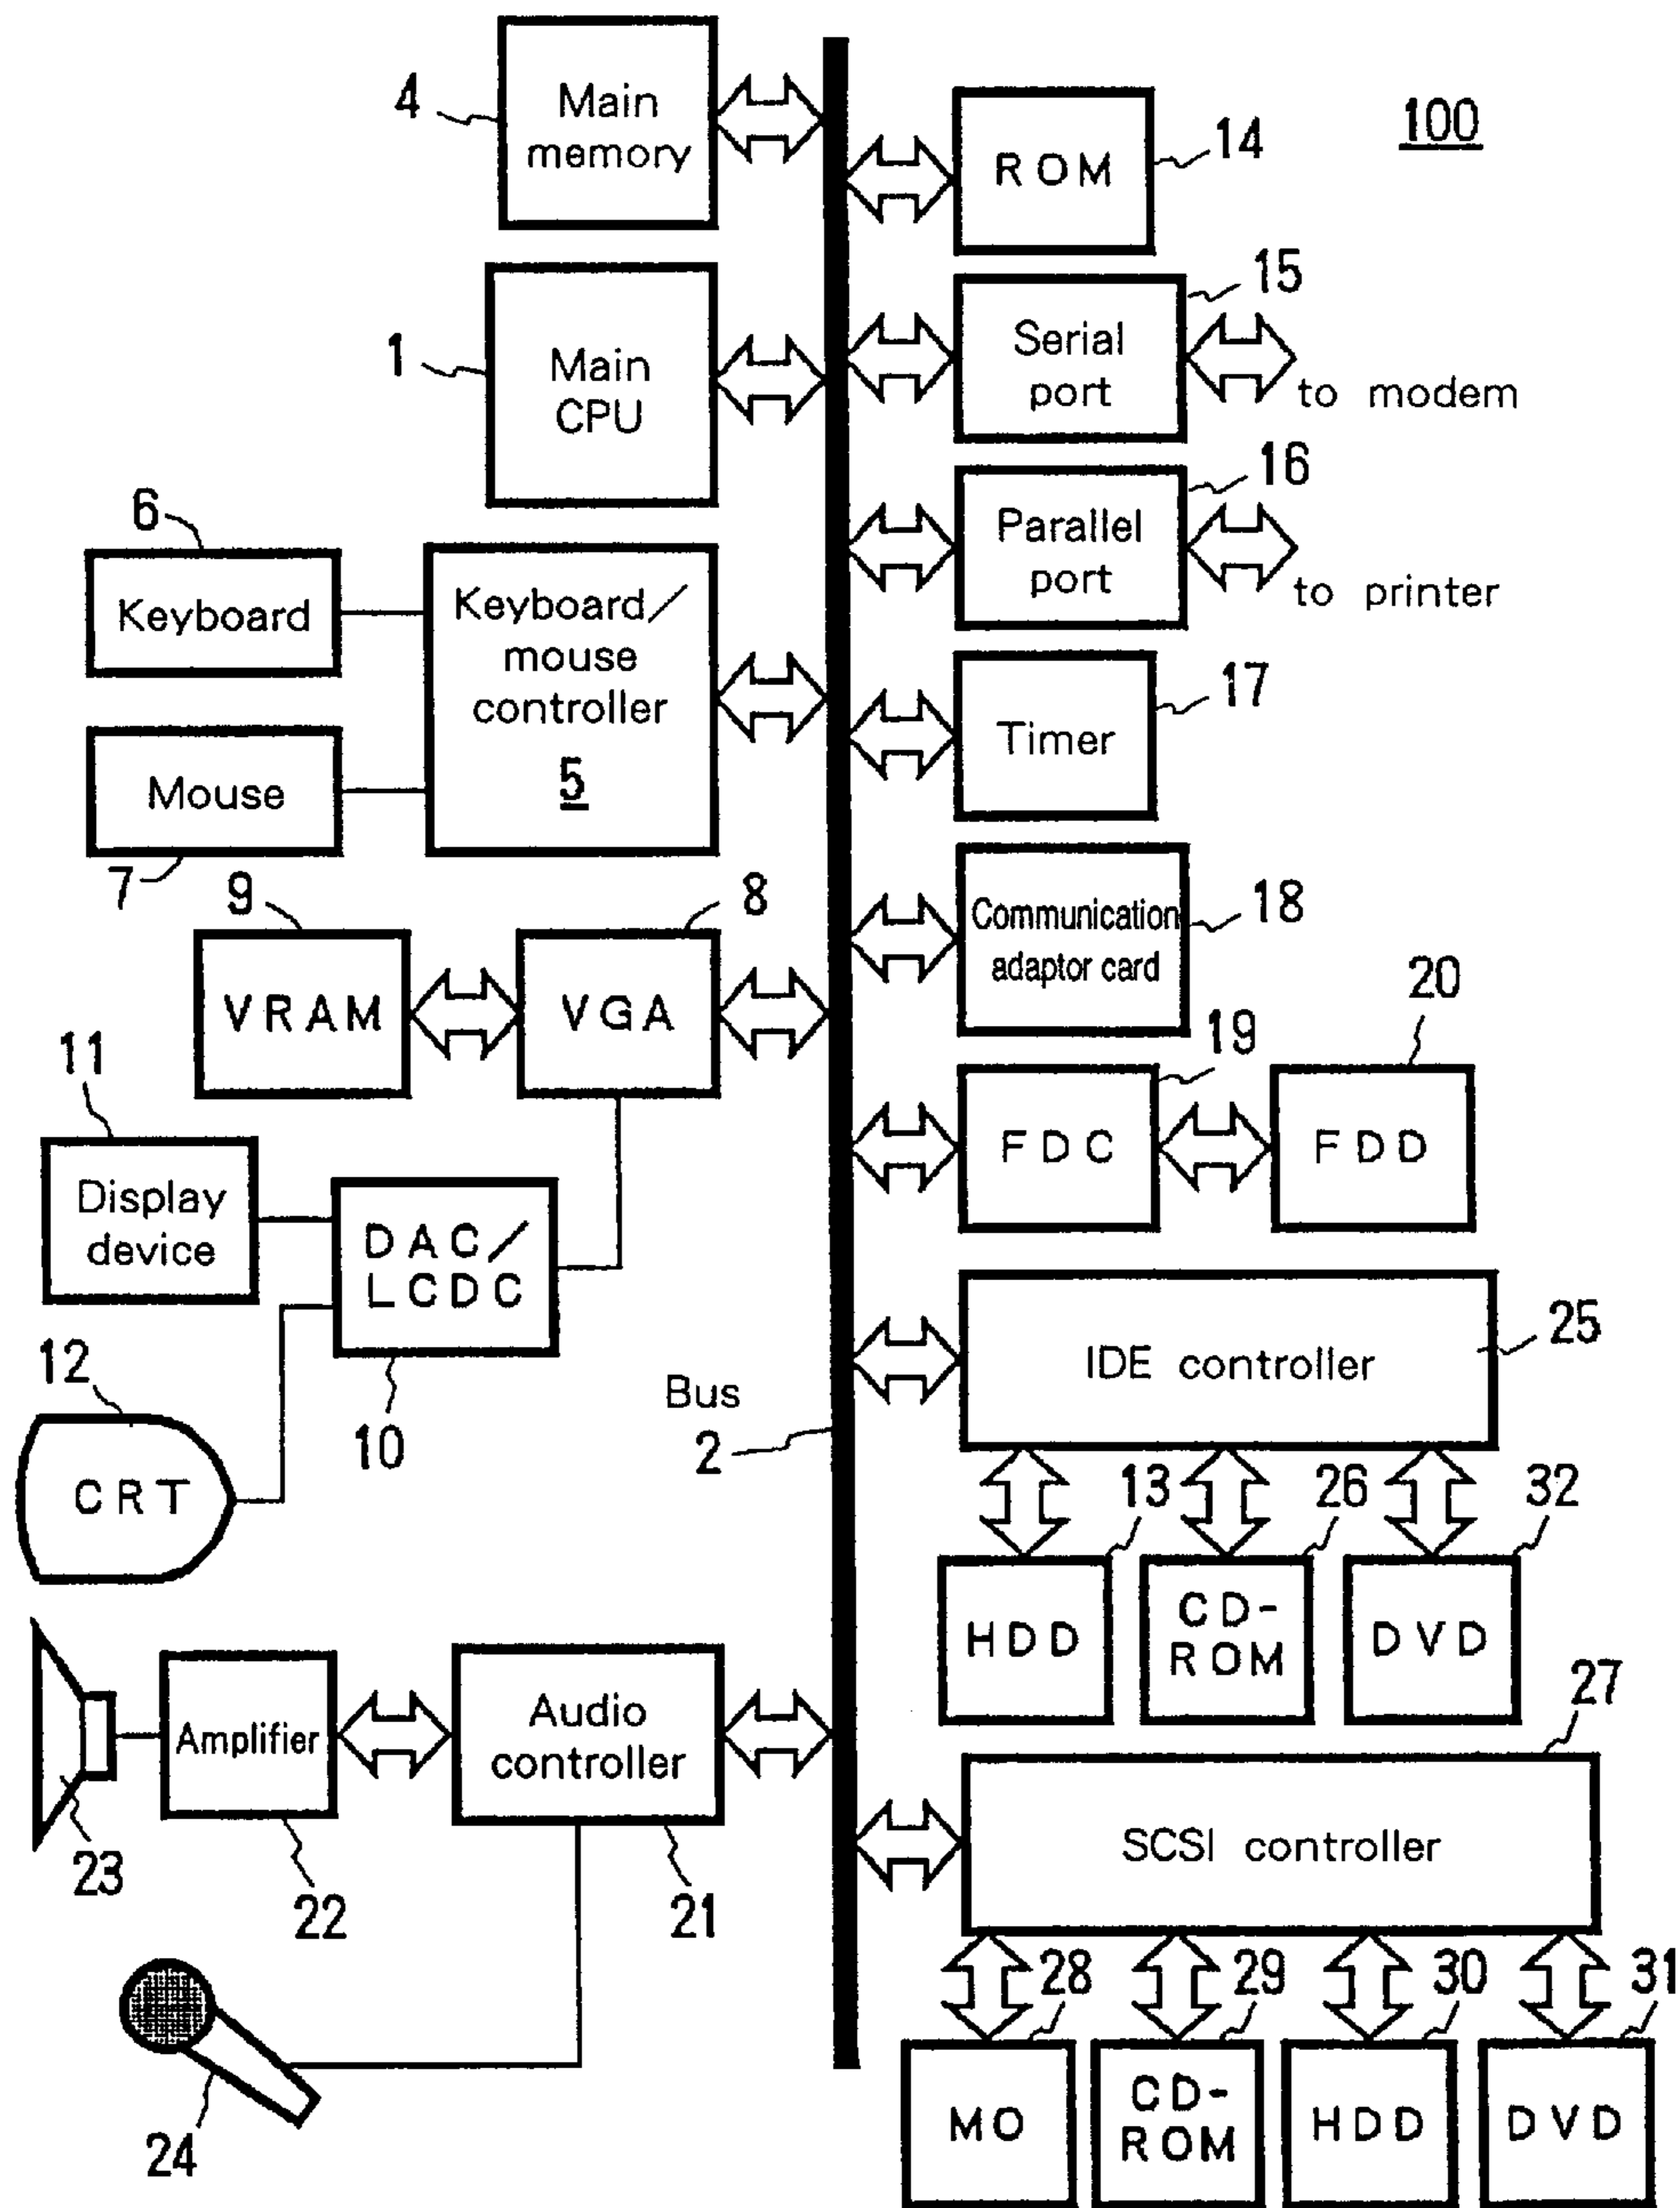 100
4
Main
memory
ROM
14
1
Main
CPU
15
Serial
port
to modem
16
Parallel
port
to printer
6
Keyboard
Keyboard/
mouse
controller
5
Mouse
7
Timer
17
Communication
adaptor card
18
9
VRAM
8
VGA
19
FDC
20
FDD
11
Display
device
DAC/
LCDC
10
12
CRT
Bus
2
IDE controller
25
13
HDD
26
CD-
ROM
32
DVD
23
Amplifier
22
Audio
controller
21
24
27
SCSI controller
28
MO
29
CD-
ROM
30
HDD
31
DVD